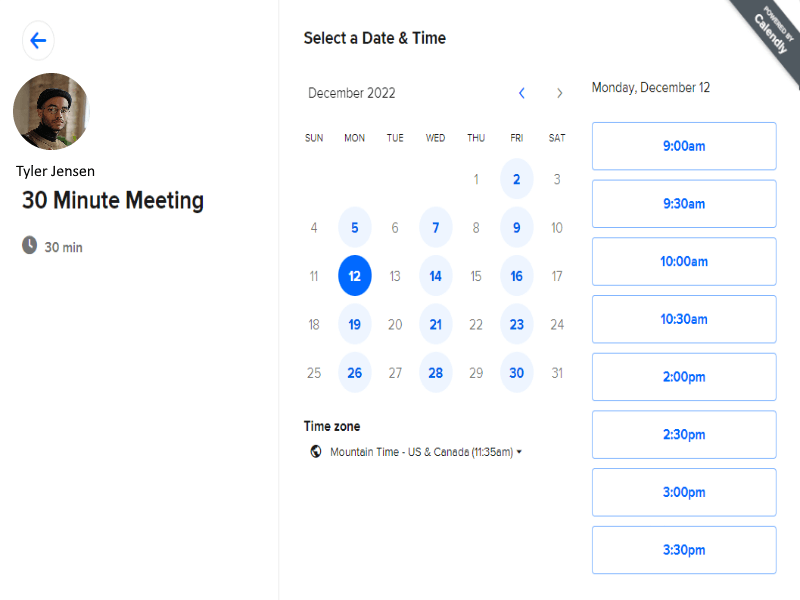 POWERED BY
Calendly
Tyler Jensen
30 Minute Meeting
30 min
Select a Date & Time
December 2022
SUN MON TUE WED THU FRI SAT
1 2 3
4 5 6 7 8 9 10
11 12 13 14 15 16 17
18 19 20 21 22 23 24
25 26 27 28 29 30 31
Time zone
Mountain Time - US & Canada (11:35am)
Monday, December 12
9:00am
9:30am
10:00am
10:30am
2:00pm
2:30pm
3:00pm
3:30pm